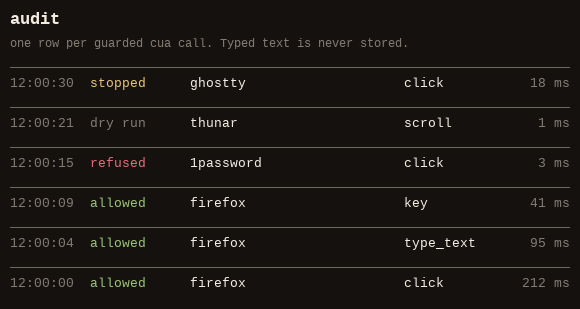 audit
one row per guarded cua call. Typed text is never stored.
12:00:30 stopped ghostty click 18 ms
12:00:21 dry run thunar scroll 1 ms
12:00:15 refused 1password click 3 ms
12:00:09 allowed firefox key 41 ms
12:00:04 allowed firefox type_text 95 ms
12:00:00 allowed firefox click 212 ms